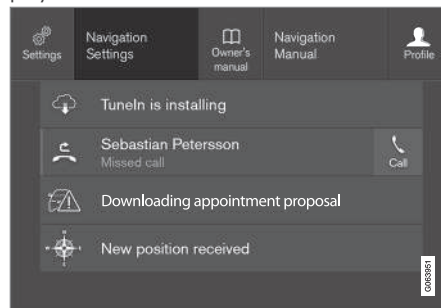 Settings
Navigation
Settings
Owner's
manual
Navigation
Manual
Profile
TuneIn is installing
Sebastian Petersson
Missed call
Call
Downloading appointment proposal
New position received
G063951